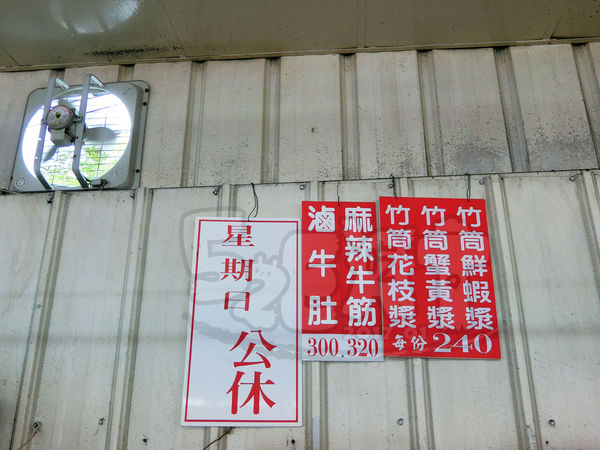 星期日 公休
麻辣牛筋
滷牛肚
300.320
竹筒鮮蝦漿
竹筒蟹黃漿
竹筒花枝漿
每份240